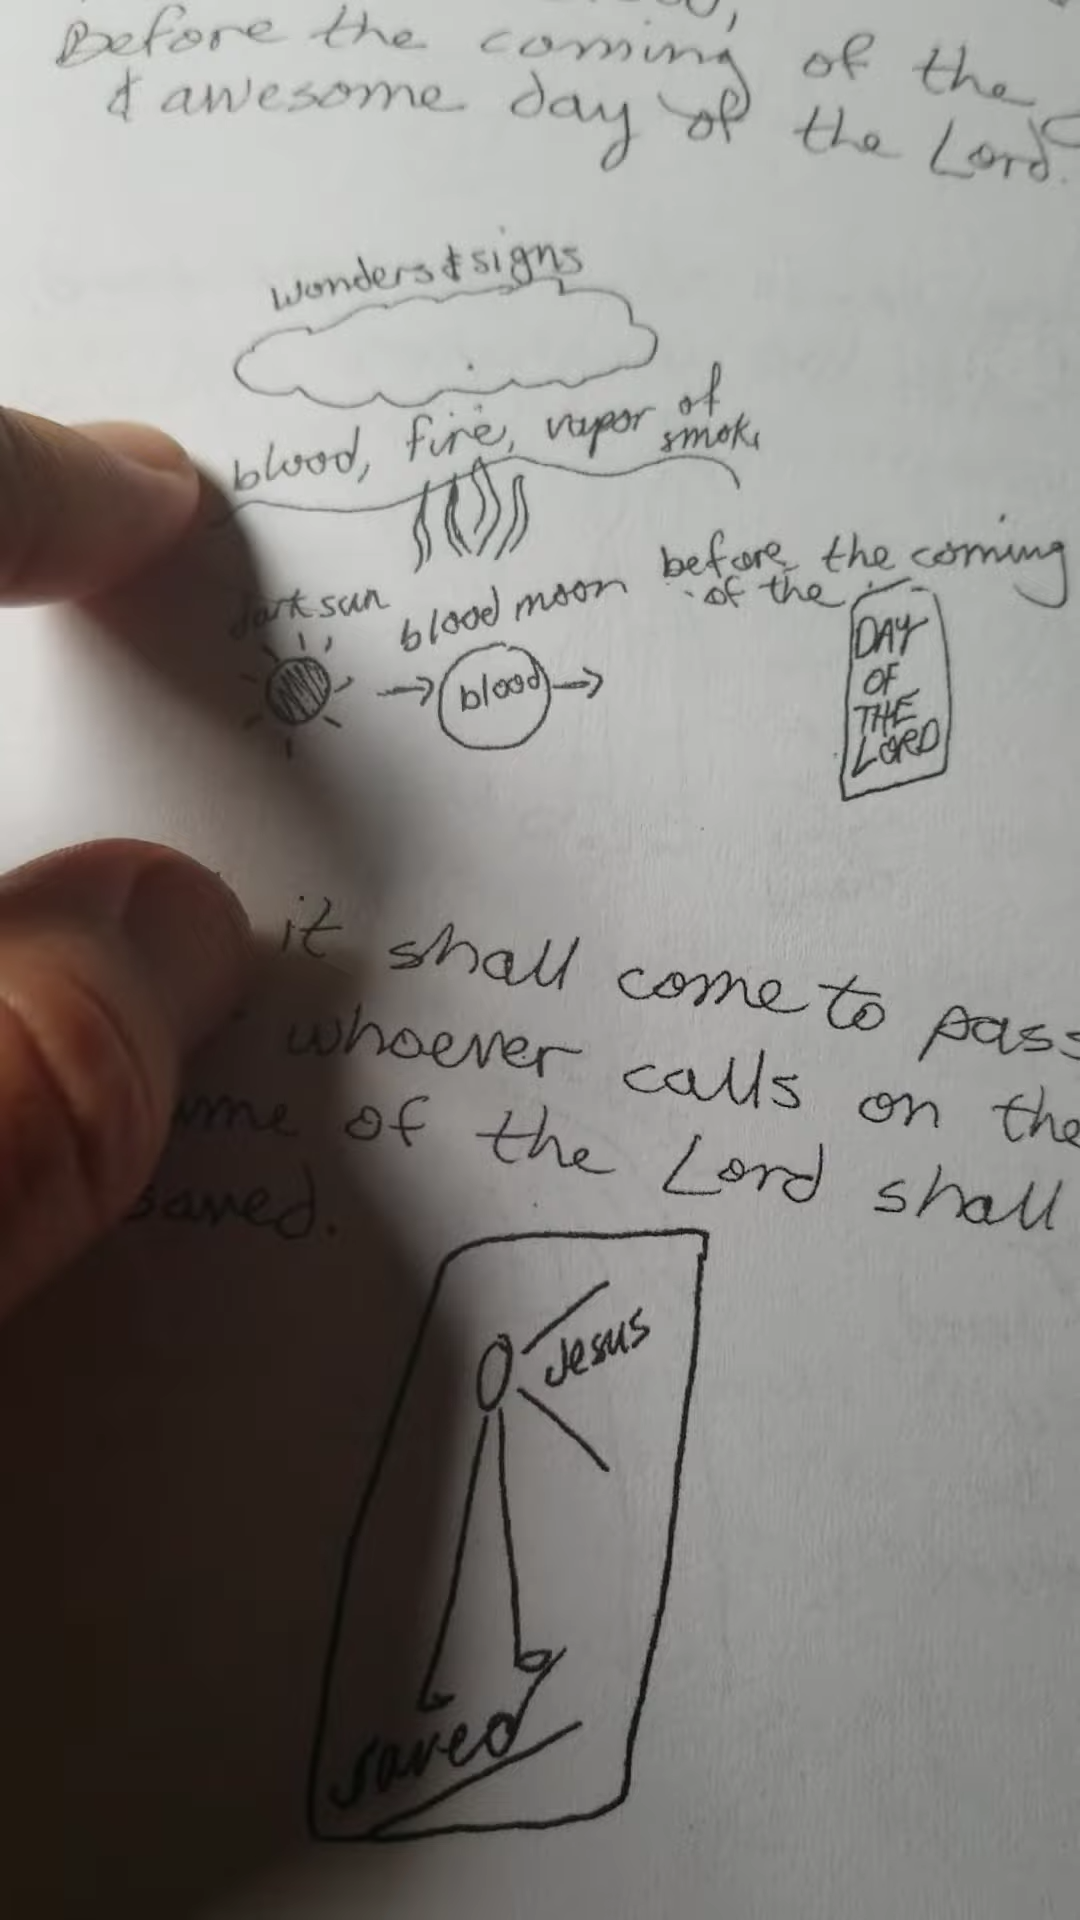 Before the coming of the
& awesome day of the Lord.
wonders & signs
blood, fire, vapor of
smoke
dark sun
blood moon
before the coming
of the
blood
DAY
OF
THE
LORD
it shall come to pass
whoever calls on the
of the Lord shall
saved.
Jesus
saved